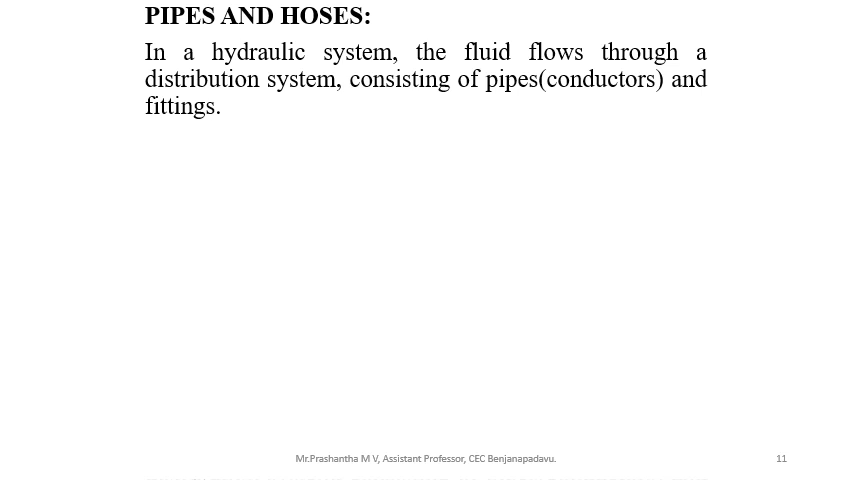 PIPES AND HOSES:
In a hydraulic system, the fluid flows through a
distribution system, consisting of pipes(conductors) and
fittings.
Mr.Prashantha M V, Assistant Professor, CEC Benjanapadavu.
11